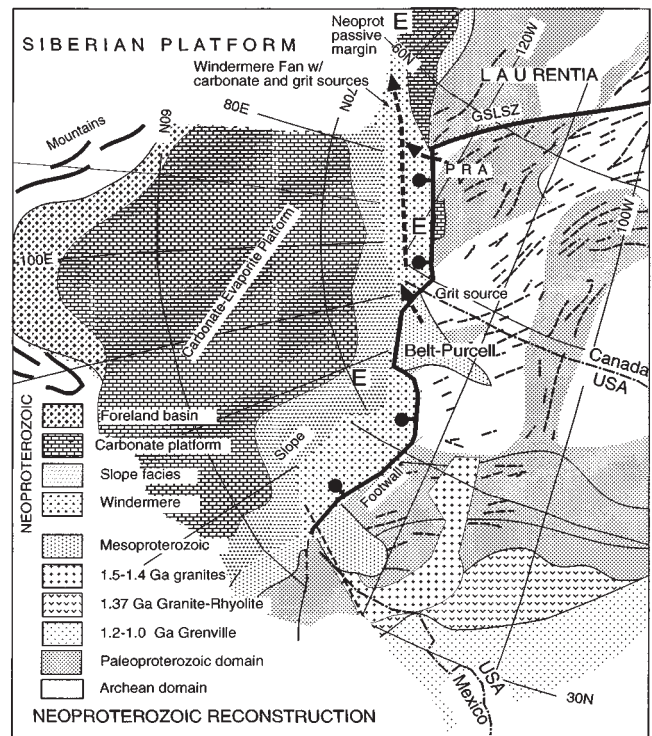 SIBERIAN PLATFORM
Neoprot
passive
margin
E
60N
120W
Windermere Fan w/
carbonate and grit sources
LAURENTIA
GSLSZ
Mountains
60N
80E
70N
PRA
E
100W
100E
Carbonate-Evaporite Platform
Grit source
Belt-Purcell
Canada
USA
E
Slope
Footwall
NEOPROTEROZOIC
Foreland basin
Carbonate platform
Slope facies
Windermere
Mesoproterozoic
1.5-1.4 Ga granites
1.37 Ga Granite-Rhyolite
1.2-1.0 Ga Grenville
Paleoproterozoic domain
Archean domain
USA
Mexico
30N
NEOPROTEROZOIC RECONSTRUCTION